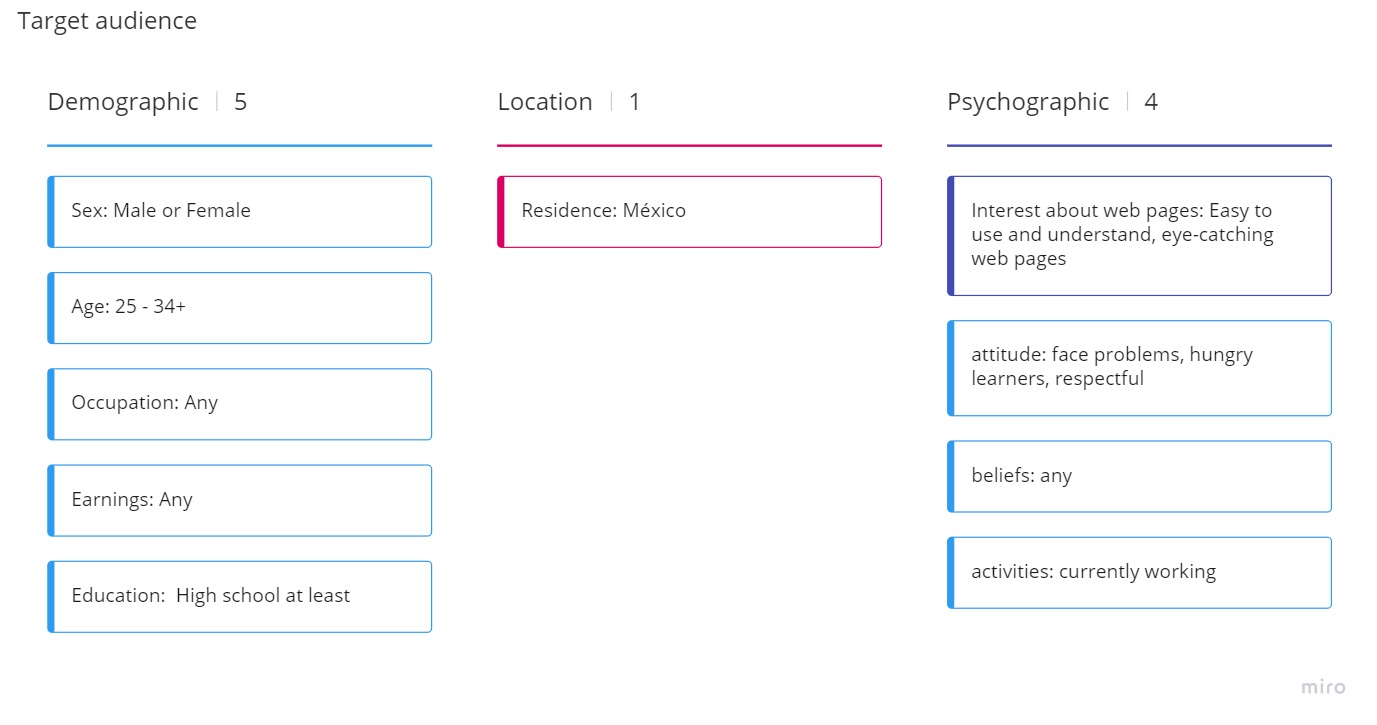 Target audience
Demographic | 5
Sex: Male or Female
Age: 25 - 34+
Occupation: Any
Earnings: Any
Education:  High school at least
Location | 1
Residence: México
Psychographic | 4
Interest about web pages: Easy to
use and understand, eye-catching
web pages
attitude: face problems, hungry
learners, respectful
beliefs: any
activities: currently working
miro